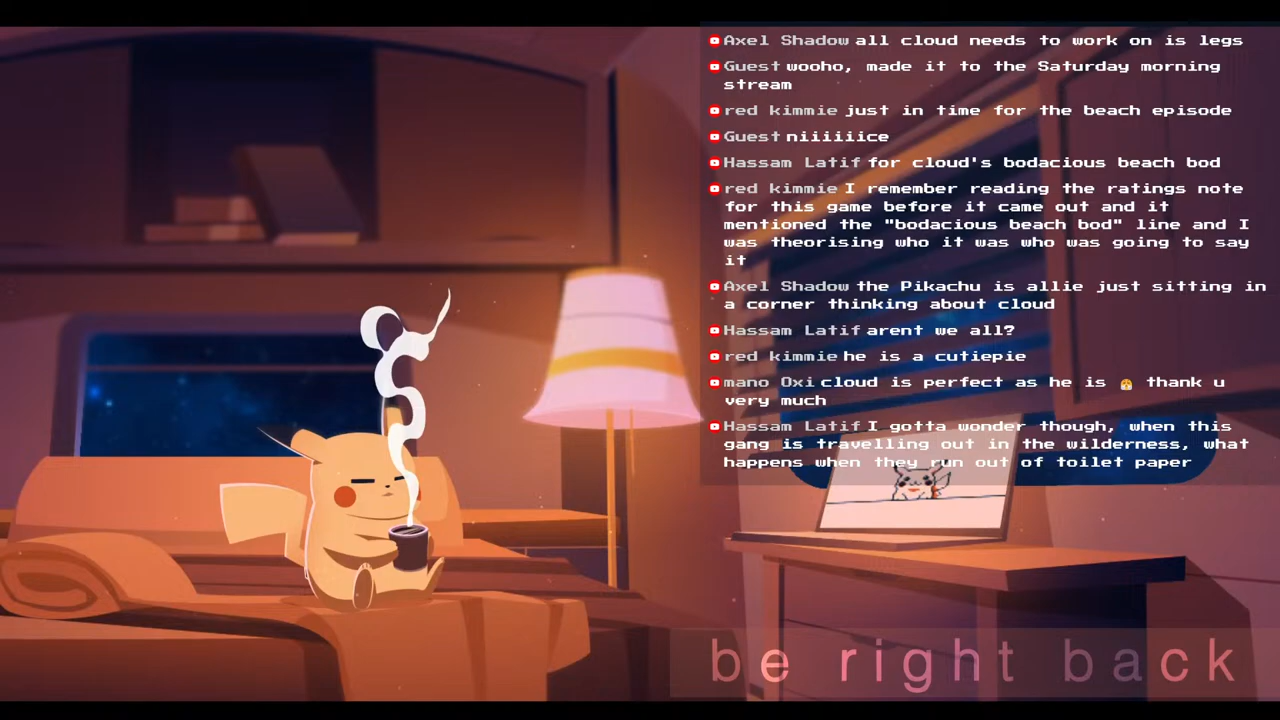 Axel Shadow all cloud needs to work on is legs
Guest wooho, made it to the Saturday morning
stream
red kimmie just in time for the beach episode
Guest niiiiiice
Hassam Latif for cloud's bodacious beach bod
red kimmie I remember reading the ratings note
for this game before it came out and it
mentioned the "bodacious beach bod" line and I
was theorising who it was who was going to say
it
Axel Shadow the Pikachu is allie just sitting in
a corner thinking about cloud
Hassam Latif arent we all?
red kimmie he is a cutiepie
mano Oxi cloud is perfect as he is 😤 thank u
very much
Hassam Latif I gotta wonder though, when this
gang is travelling out in the wilderness, what
happens when they run out of toilet paper
be right back